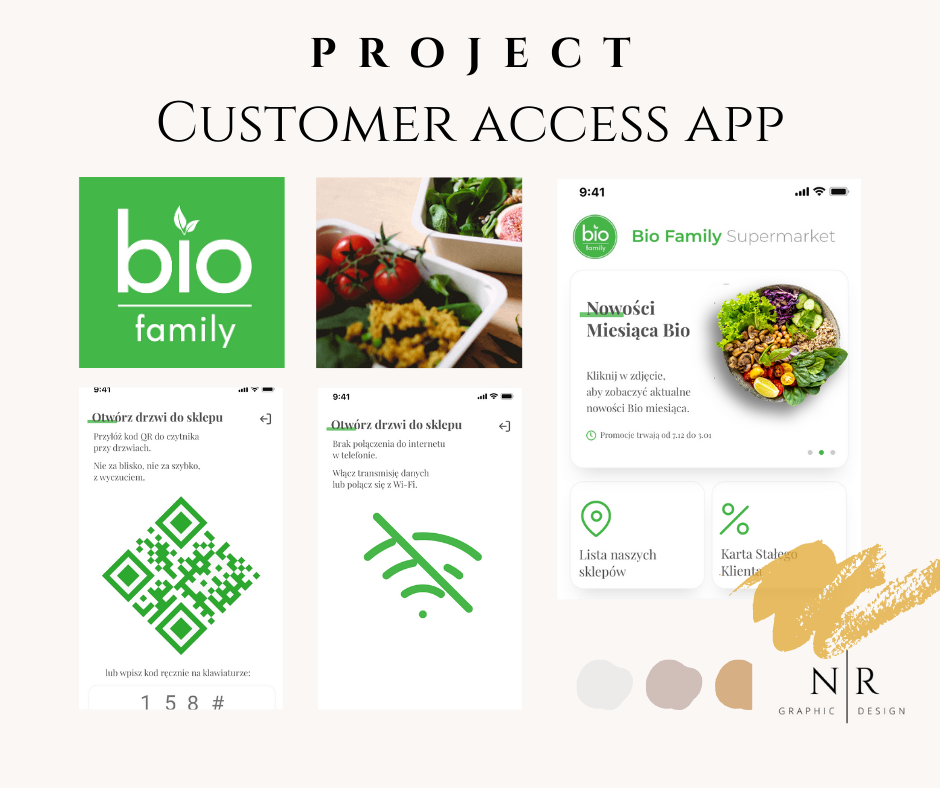 PROJECT
CUSTOMER ACCESS APP
bio
family
9:41
bio
family
Bio Family Supermarket
Nowości
Miesiąca Bio
Kliknij w zdjęcie,
aby zobaczyć aktualne
nowości Bio miesiąca.
Promocje trwają od 7.12 do 3.01
Lista naszych
sklepów
Karta Stałego
Klienta
9:41
Otwórz drzwi do sklepu
Przyłóż kod QR do czytnika
przy drzwiach.
Nie za blisko, nie za szybko,
z wyczuciem.
lub wpisz kod ręcznie na klawiaturze:
1 5 8 #
9:41
Otwórz drzwi do sklepu
Brak połączenia do internetu
w telefonie.
Włącz transmisję danych
lub połącz się z Wi-Fi.
N R
GRAPHIC DESIGN